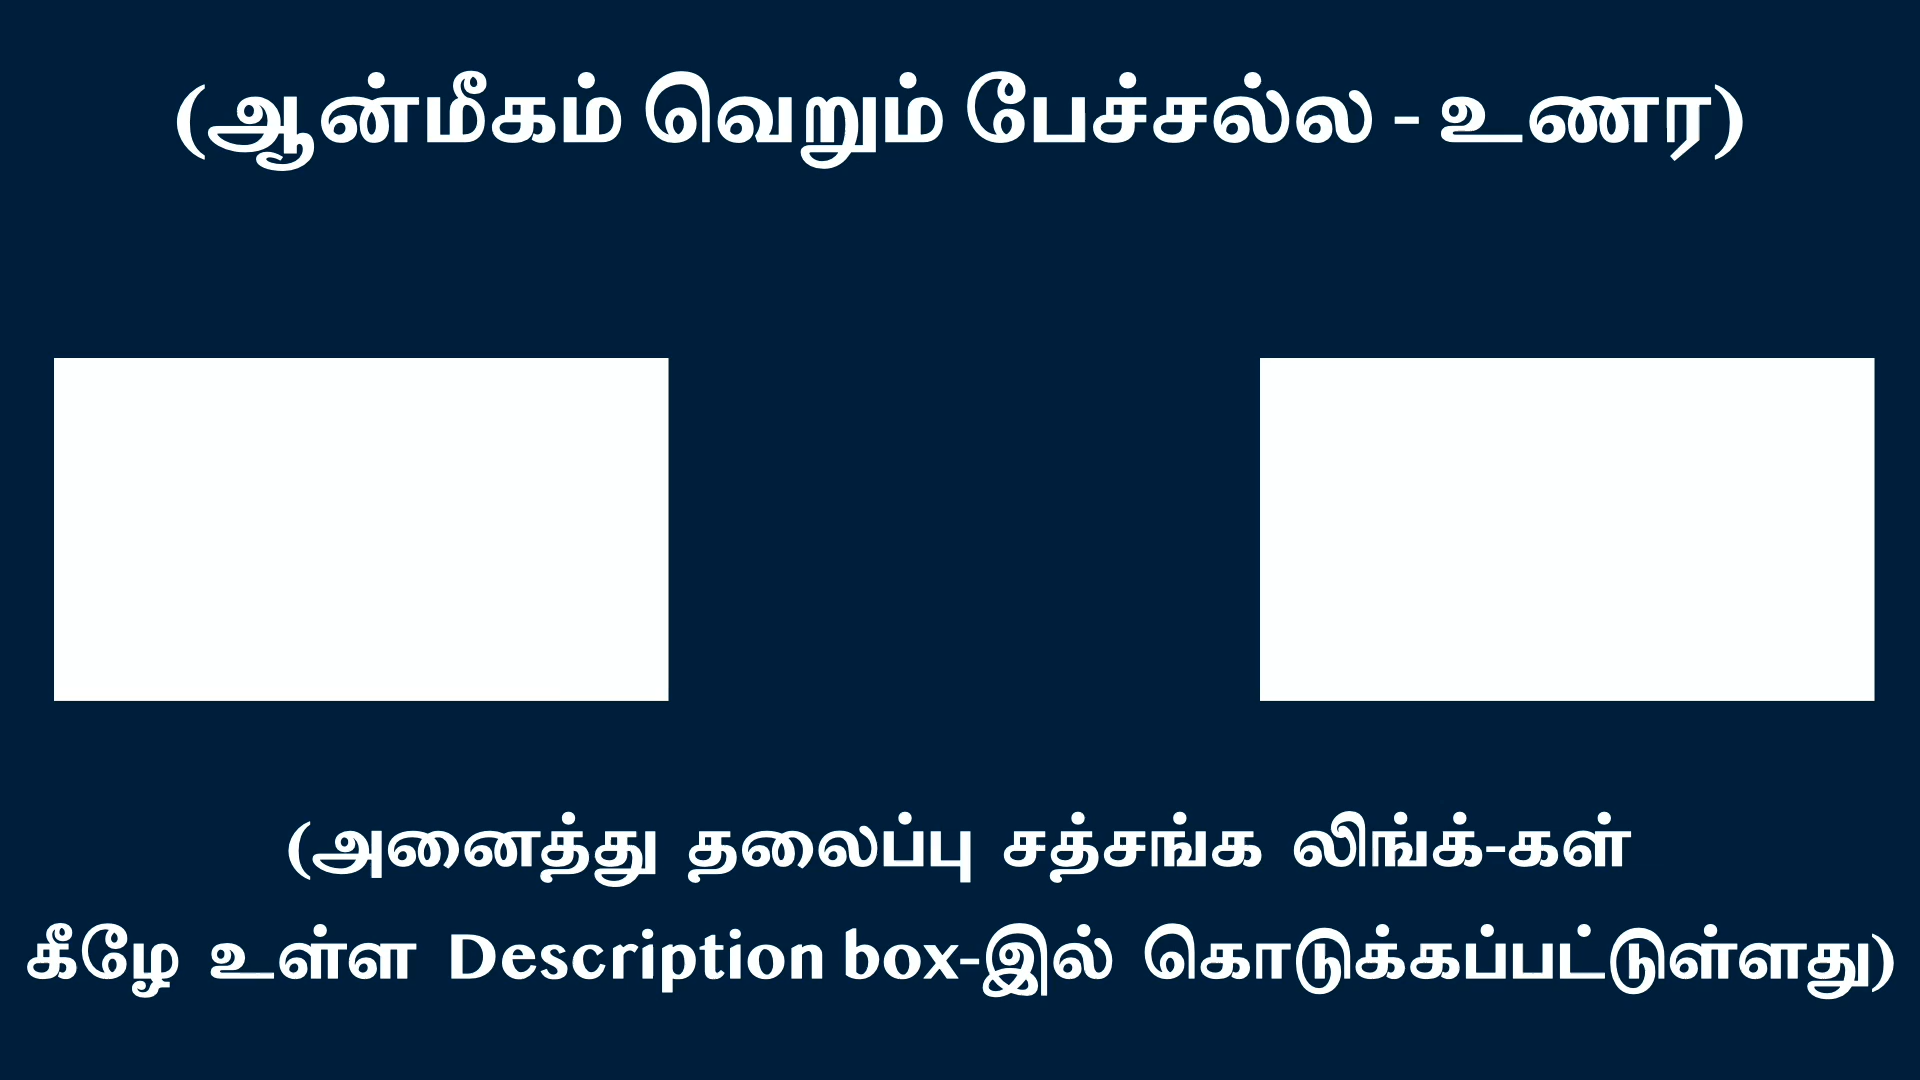 (ஆன்மீகம் வெறும் பேச்சல்ல - உணர)
(அனைத்து தலைப்பு சத்சங்க லிங்க்-கள்
கீழே உள்ள Description box-இல் கொடுக்கப்பட்டுள்ளது)